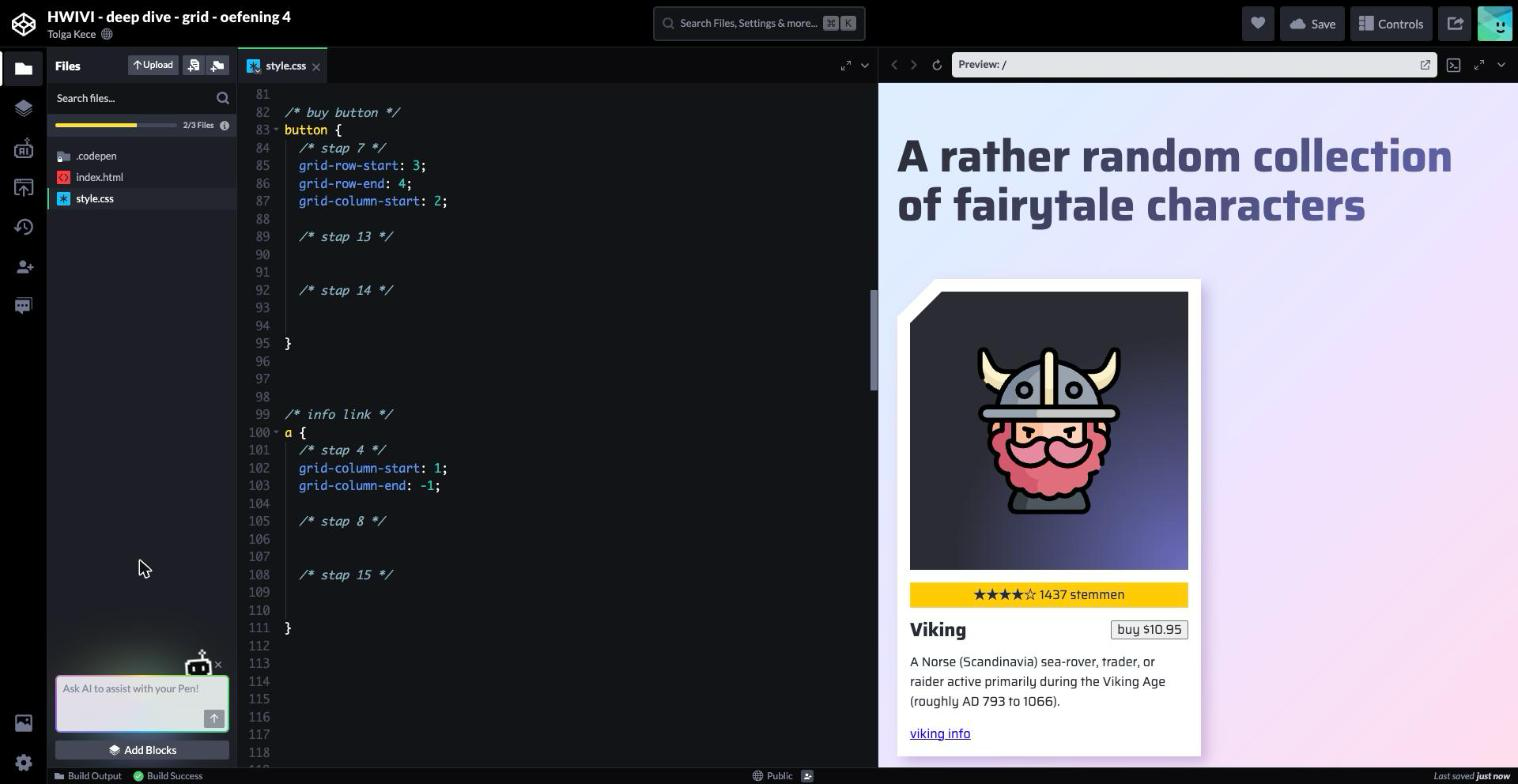 HWIVI - deep dive - grid - oefening 4
Tolga Kece
Search Files, Settings & more... ⌘ K
Save
Controls
Files
Upload
Search files...
2/3 Files
.codepen
index.html
style.css
AI
Ask AI to assist with your Pen!
Add Blocks
style.css
81
82 /* buy button */
83 button {
84 /* stap 7 */
85 grid-row-start: 3;
86 grid-row-end: 4;
87 grid-column-start: 2;
88
89 /* stap 13 */
90
91
92 /* stap 14 */
93
94
95 }
96
97
98
99 /* info link */
100 a {
101 /* stap 4 */
102 grid-column-start: 1;
103 grid-column-end: -1;
104
105 /* stap 8 */
106
107
108 /* stap 15 */
109
110
111 }
112
113
114
115
116
117
118
Preview: /
A rather random collection
of fairytale characters
★★★★☆ 1437 stemmen
Viking
buy $10.95
A Norse (Scandinavia) sea-rover, trader, or
raider active primarily during the Viking Age
(roughly AD 793 to 1066).
viking info
Build Output
Build Success
Public
Last saved just now